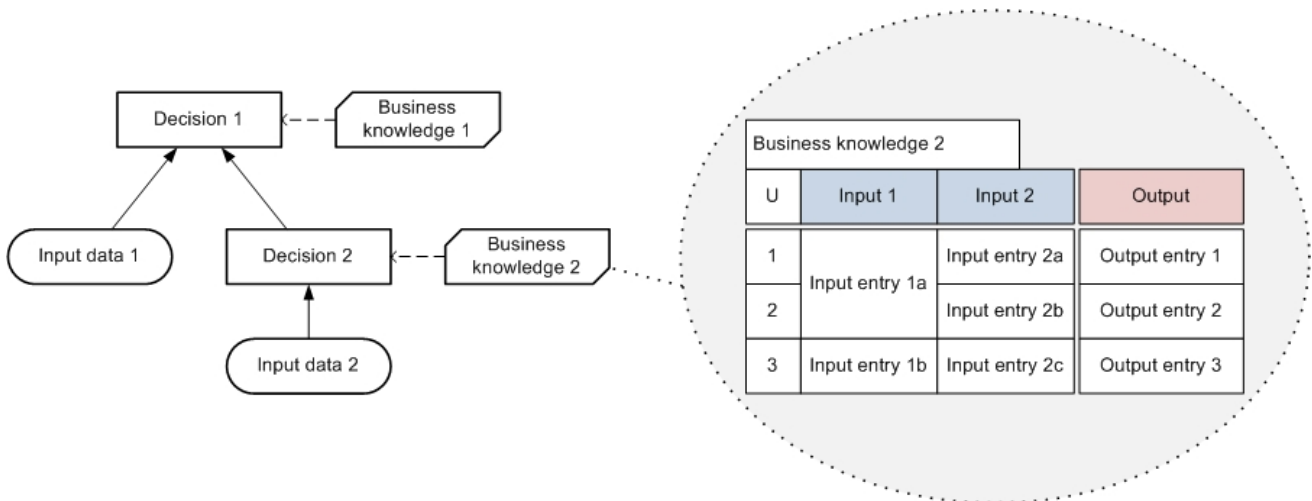 Decision 1
Business
knowledge 1
Input data 1
Decision 2
Business
knowledge 2
Input data 2
Business knowledge 2
U Input 1 Input 2 Output
1 Input entry 1a Input entry 2a Output entry 1
2 Input entry 2b Output entry 2
3 Input entry 1b Input entry 2c Output entry 3